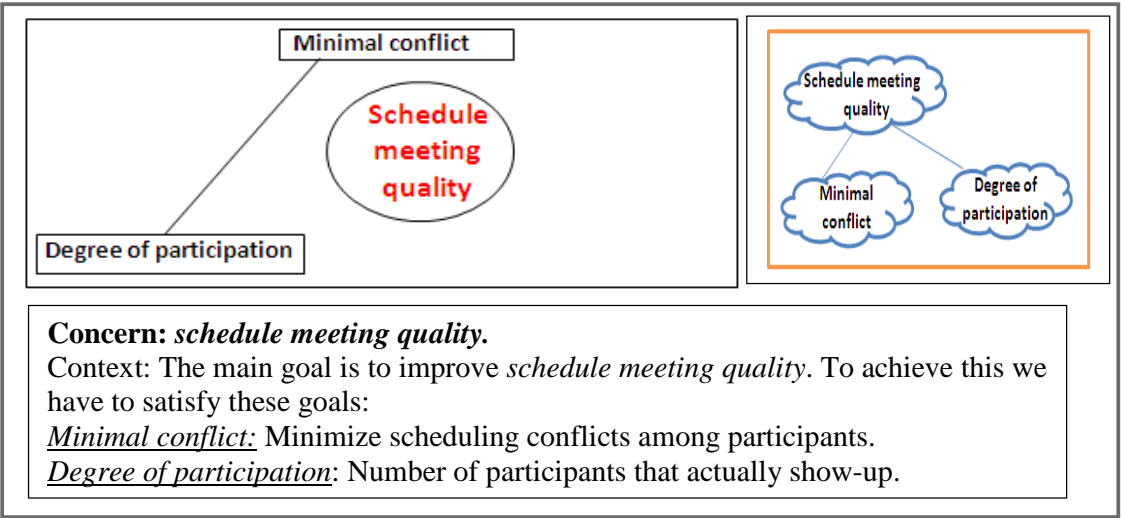 Minimal conflict
Schedule
meeting
quality
Degree of participation
Schedule meeting
quality
Minimal
conflict
Degree of
participation
Concern: schedule meeting quality.
Context: The main goal is to improve schedule meeting quality. To achieve this we
have to satisfy these goals:
Minimal conflict: Minimize scheduling conflicts among participants.
Degree of participation: Number of participants that actually show-up.